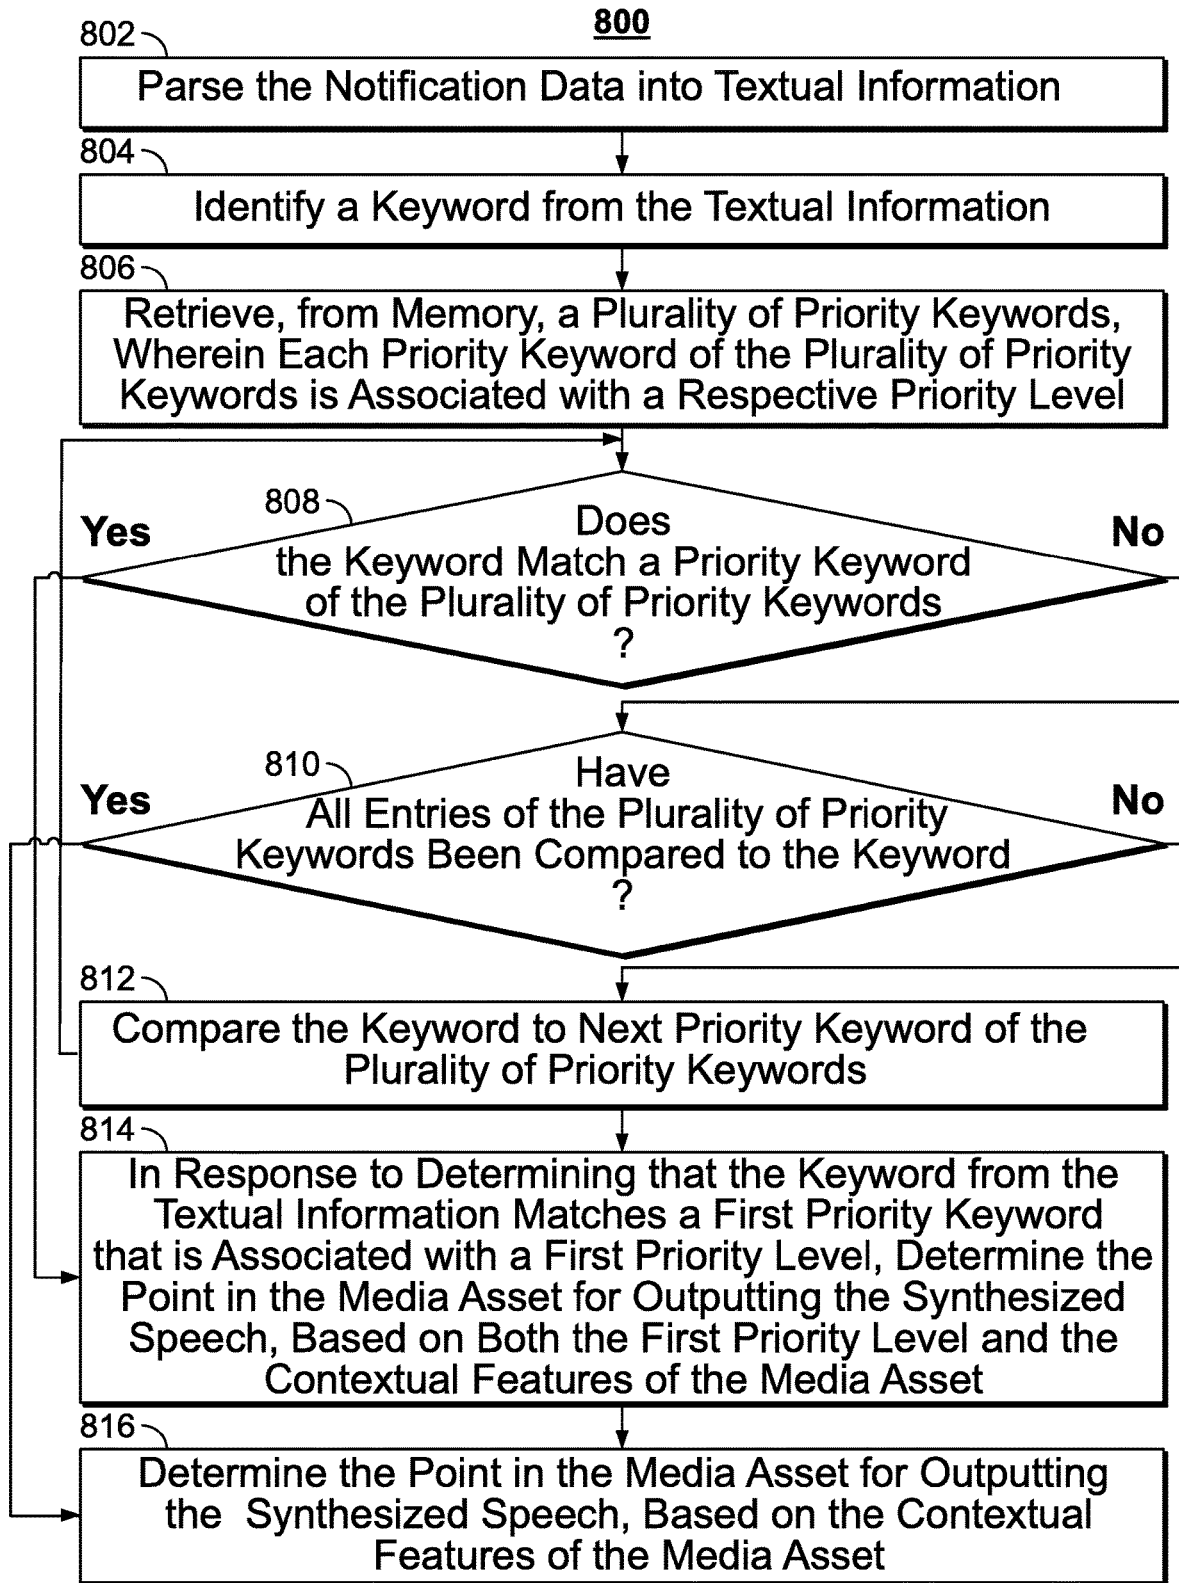 800
802
Parse the Notification Data into Textual Information
804
Identify a Keyword from the Textual Information
806
Retrieve, from Memory, a Plurality of Priority Keywords,
Wherein Each Priority Keyword of the Plurality of Priority
Keywords is Associated with a Respective Priority Level
808
Yes
No
Does
the Keyword Match a Priority Keyword
of the Plurality of Priority Keywords
?
810
Yes
No
Have
All Entries of the Plurality of Priority
Keywords Been Compared to the Keyword
?
812
Compare the Keyword to Next Priority Keyword of the
Plurality of Priority Keywords
814
In Response to Determining that the Keyword from the
Textual Information Matches a First Priority Keyword
that is Associated with a First Priority Level, Determine the
Point in the Media Asset for Outputting the Synthesized
Speech, Based on Both the First Priority Level and the
Contextual Features of the Media Asset
816
Determine the Point in the Media Asset for Outputting
the Synthesized Speech, Based on the Contextual
Features of the Media Asset